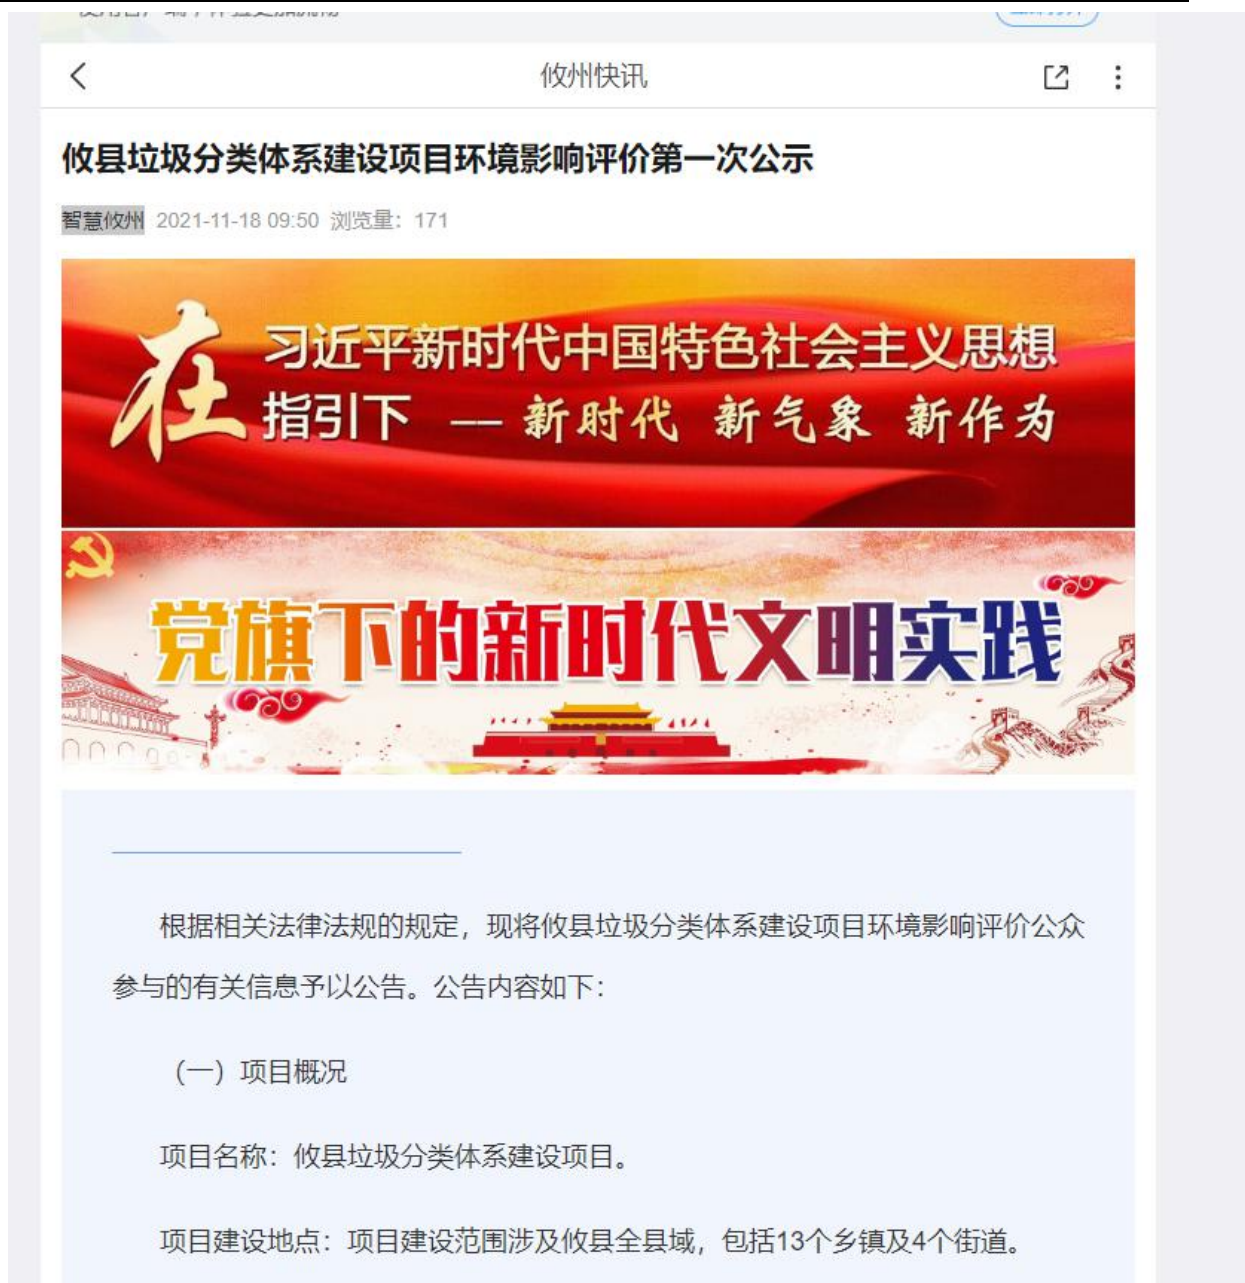 攸州快讯
攸县垃圾分类体系建设项目环境影响评价第一次公示
智慧攸州 2021-11-18 09:50 浏览量：171
在 习近平新时代中国特色社会主义思想
指引下 — 新时代 新气象 新作为
党旗下的新时代文明实践
根据相关法律法规的规定，现将攸县垃圾分类体系建设项目环境影响评价公众
参与的有关信息予以公告。公告内容如下：
（一）项目概况
项目名称：攸县垃圾分类体系建设项目。
项目建设地点：项目建设范围涉及攸县全县域，包括13个乡镇及4个街道。